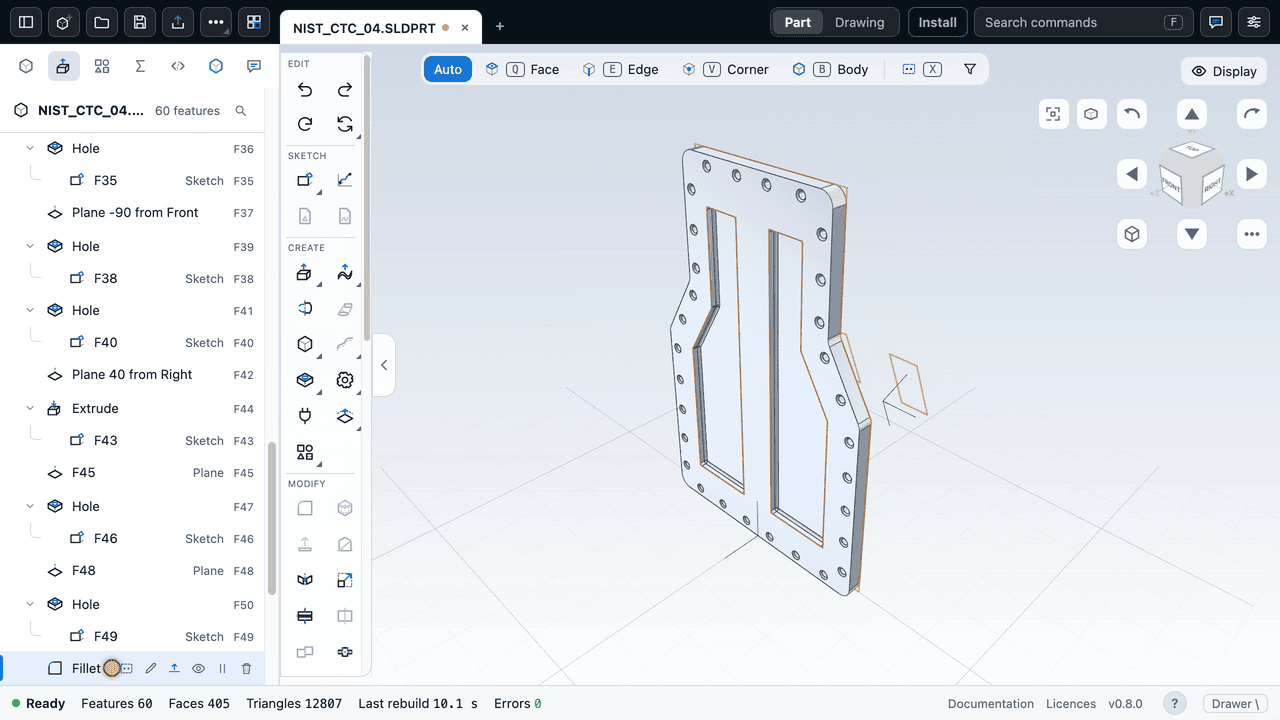 NIST_CTC_04.SLDPRT
Part
Drawing
Install
Search commands
F
NIST_CTC_04.... 60 features
Hole F36
F35 Sketch F35
Plane -90 from Front F37
Hole F39
F38 Sketch F38
Hole F41
F40 Sketch F40
Plane 40 from Right F42
Extrude F44
F43 Sketch F43
F45 Plane F45
Hole F47
F46 Sketch F46
F48 Plane F48
Hole F50
F49 Sketch F49
Fillet
EDIT
SKETCH
CREATE
MODIFY
Auto Q Face E Edge V Corner B Body X
Display
TOP
FRONT
RIGHT
+Z
+X
Ready Features 60 Faces 405 Triangles 12807 Last rebuild 10.1 s Errors 0
Documentation Licences v0.8.0 ? Drawer \